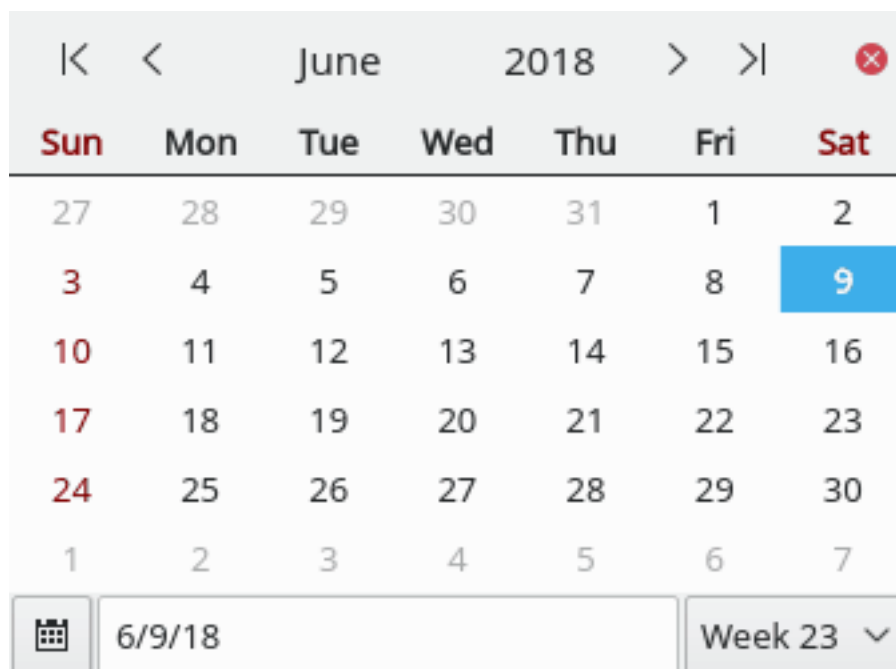 June 2018
Sun Mon Tue Wed Thu Fri Sat
27 28 29 30 31 1 2
3 4 5 6 7 8 9
10 11 12 13 14 15 16
17 18 19 20 21 22 23
24 25 26 27 28 29 30
1 2 3 4 5 6 7
6/9/18 Week 23